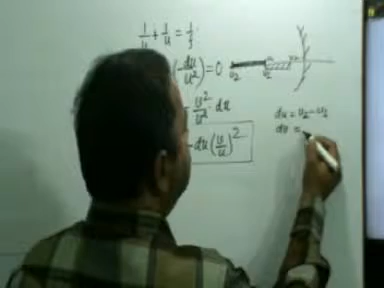 1/v + 1/u = 1/f
(-du/u²) = 0
v²/u² du
-du(v/u)²
du = u₂ - u₁
dv =